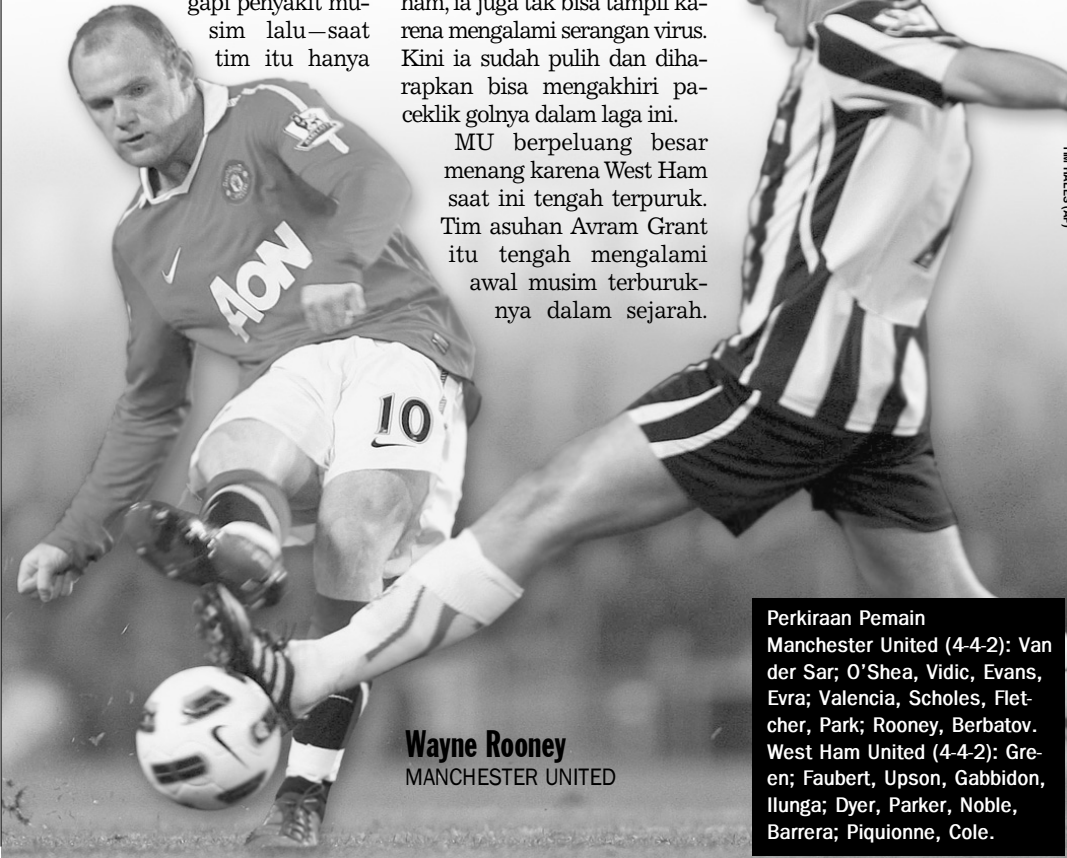 gapi penyakit mu-
sim lalu—saat
tim itu hanya
ham, ia juga tak bisa tampil ka-
rena mengalami serangan virus.
Kini ia sudah pulih dan diha-
rapkan bisa mengakhiri pa-
ceklik golnya dalam laga ini.
MU berpeluang besar
menang karena West Ham
saat ini tengah terpuruk.
Tim asuhan Avram Grant
itu tengah mengalami
awal musim terburuk-
nya dalam sejarah.
AON
10
Wayne Rooney
MANCHESTER UNITED
Perkiraan Pemain
Manchester United (4-4-2): Van
der Sar; O'Shea, Vidic, Evans,
Evra; Valencia, Scholes,Flet-
cher, Park; Rooney, Berbatov.
West Ham United (4-4-2): Gre-
en; Faubert, Upson, Gabbidon,
Ilunga; Dyer, Parker, Noble,
Barrera; Piquionne, Cole.